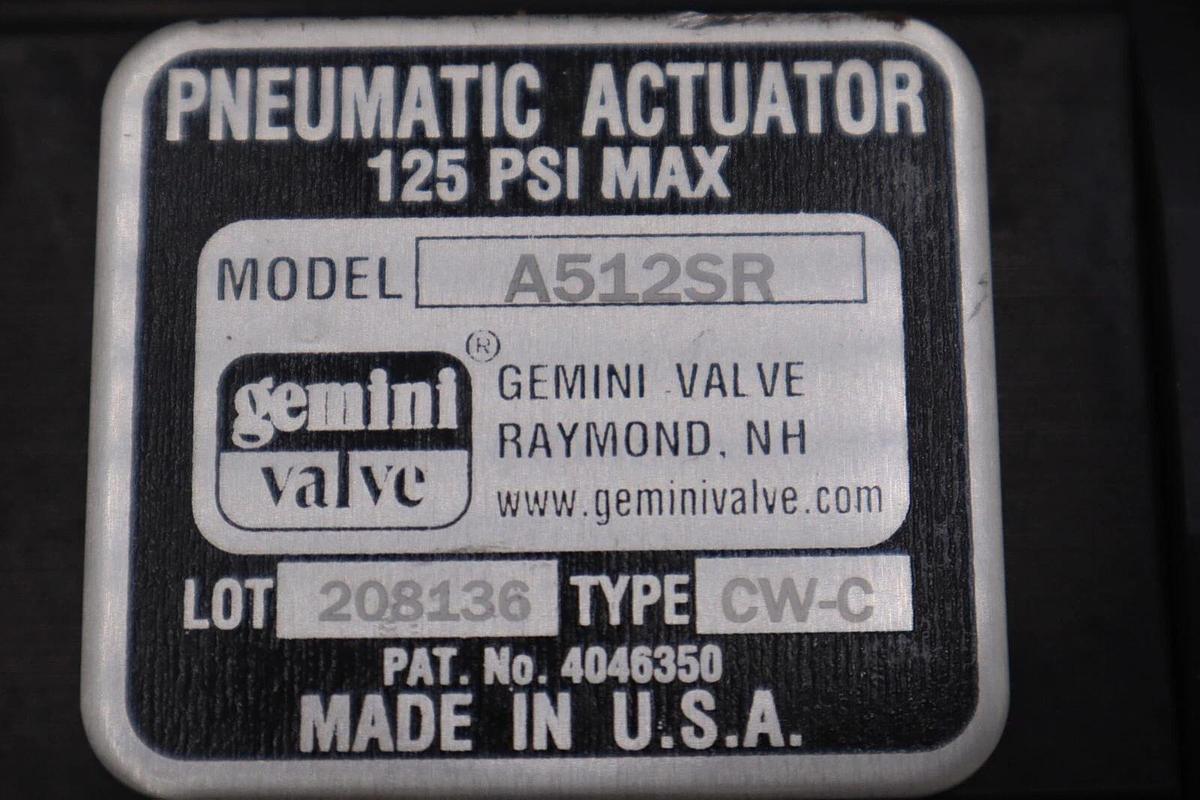 PNEUMATIC ACTUATOR
125 PSI MAX
MODEL A512SR
gemini
valve
®
GEMINI VALVE
RAYMOND, NH
www.geminivalve.com
LOT 208136 TYPE CW-C
PAT. No. 4046350
MADE IN U.S.A.